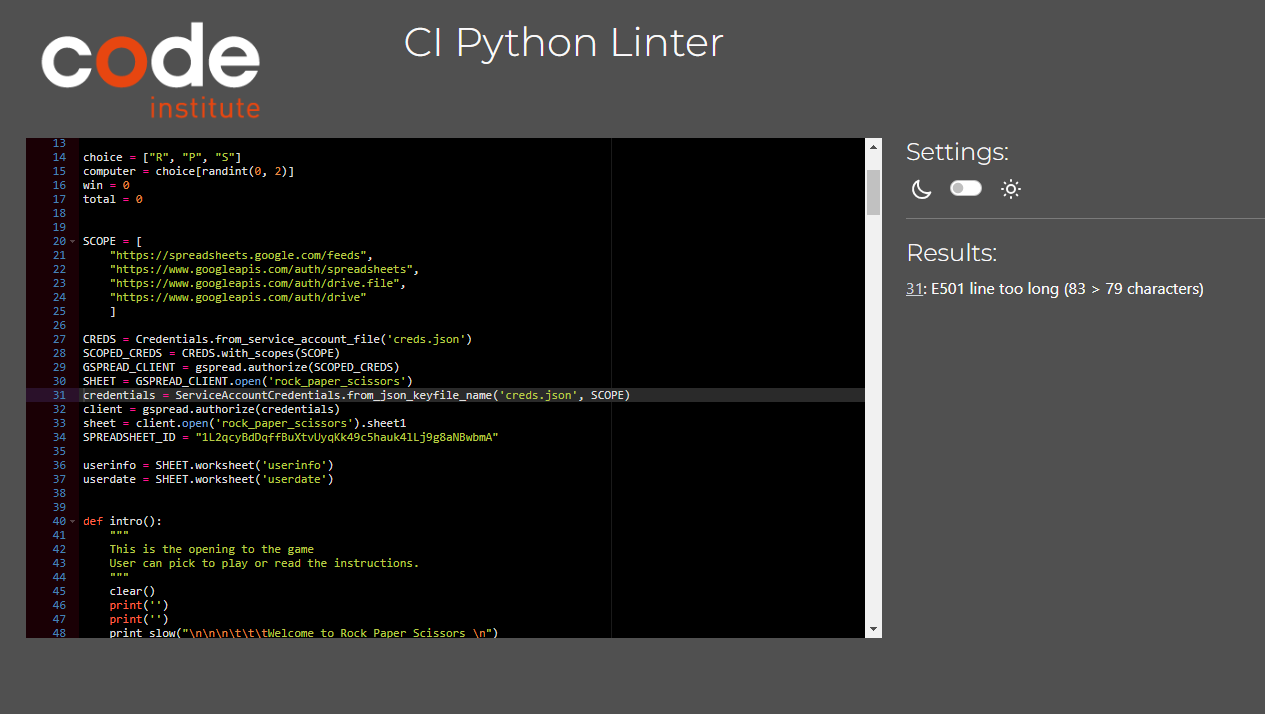 code
institute
CI Python Linter
13
14 choice = ["R", "P", "S"]
15 computer = choice[randint(0, 2)]
16 win = 0
17 total = 0
18
19
20 SCOPE = [
21     "https://spreadsheets.google.com/feeds",
22     "https://www.googleapis.com/auth/spreadsheets",
23     "https://www.googleapis.com/auth/drive.file",
24     "https://www.googleapis.com/auth/drive"
25     ]
26
27 CREDS = Credentials.from_service_account_file('creds.json')
28 SCOPED_CREDS = CREDS.with_scopes(SCOPE)
29 GSPREAD_CLIENT = gspread.authorize(SCOPED_CREDS)
30 SHEET = GSPREAD_CLIENT.open('rock_paper_scissors')
31 credentials = ServiceAccountCredentials.from_json_keyfile_name('creds.json', SCOPE)
32 client = gspread.authorize(credentials)
33 sheet = client.open('rock_paper_scissors').sheet1
34 SPREADSHEET_ID = "1L2qcyBdDqffBuXtvUyqKk49c5hauk4lLj9g8aNBwbmA"
35
36 userinfo = SHEET.worksheet('userinfo')
37 userdate = SHEET.worksheet('userdate')
38
39
40 def intro():
41     """
42     This is the opening to the game
43     User can pick to play or read the instructions.
44     """
45     clear()
46     print('')
47     print('')
48     print_slow("\n\n\n\t\t\tWelcome to Rock Paper Scissors \n")
Settings:
Results:
31: E501 line too long (83 > 79 characters)